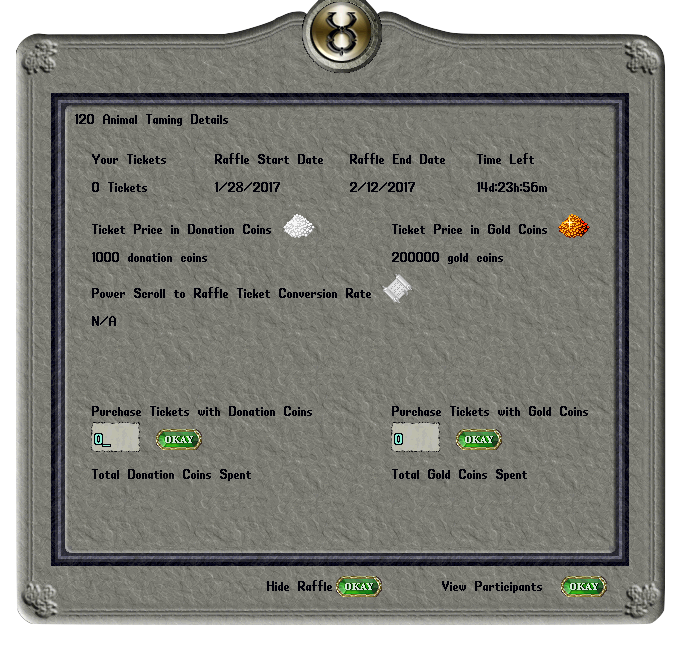 120 Animal Taming Details
Your Tickets Raffle Start Date Raffle End Date Time Left
0 Tickets 1/28/2017 2/12/2017 14d:23h:56m
Ticket Price in Donation Coins Ticket Price in Gold Coins
1000 donation coins 200000 gold coins
Power Scroll to Raffle Ticket Conversion Rate
N/A
Purchase Tickets with Donation Coins Purchase Tickets with Gold Coins
0_ OKAY 0 OKAY
Total Donation Coins Spent Total Gold Coins Spent
Hide Raffle OKAY View Participants OKAY